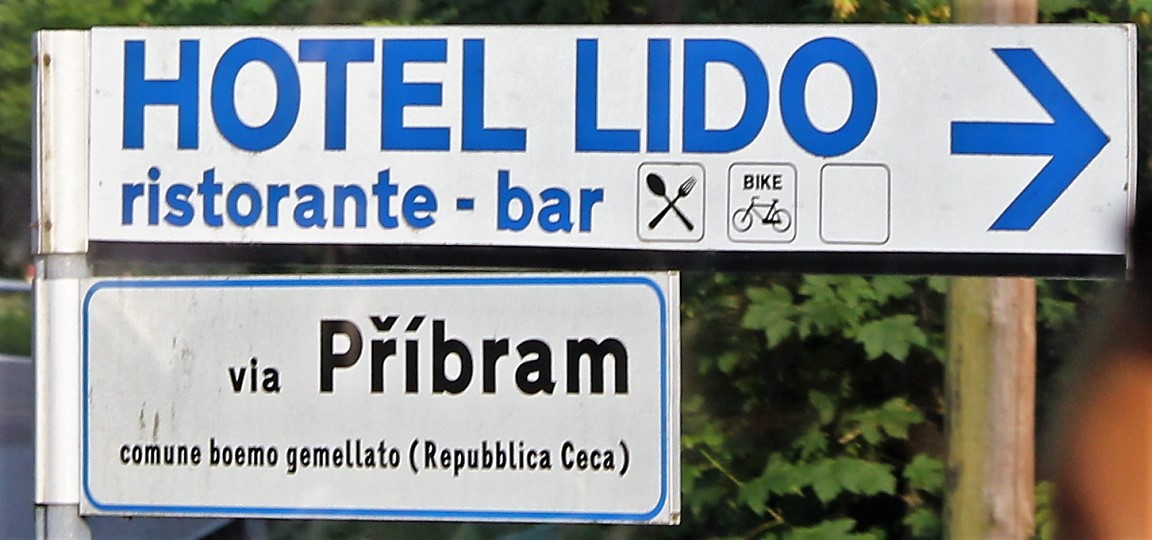 HOTEL LIDO
ristorante - bar
BIKE
via Příbram
comune boemo gemellato (Repubblica Ceca)